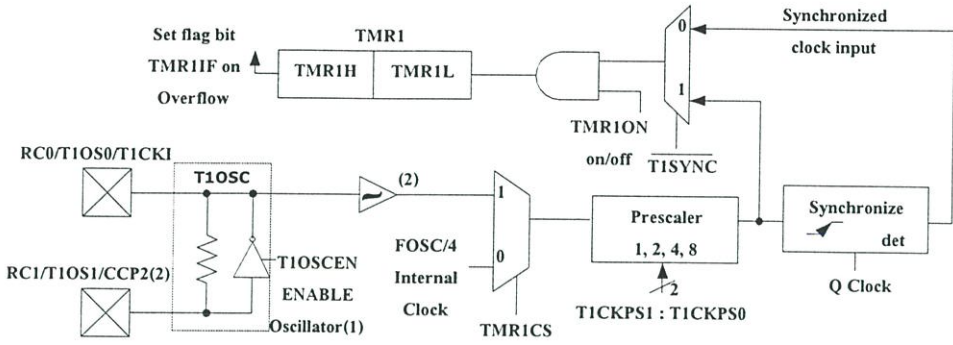 Set flag bit
TMR1IF on
Overflow
TMR1
TMR1H
TMR1L
0
1
Synchronized
clock input
TMR1ON
on/off
T1SYNC
RC0/T1OS0/T1CKI
T1OSC
(2)
1
0
FOSC/4
Internal
Clock
TMR1CS
Prescaler
1, 2, 4, 8
2
T1CKPS1 : T1CKPS0
Synchronize
det
Q Clock
RC1/T1OS1/CCP2(2)
T1OSCEN
ENABLE
Oscillator(1)